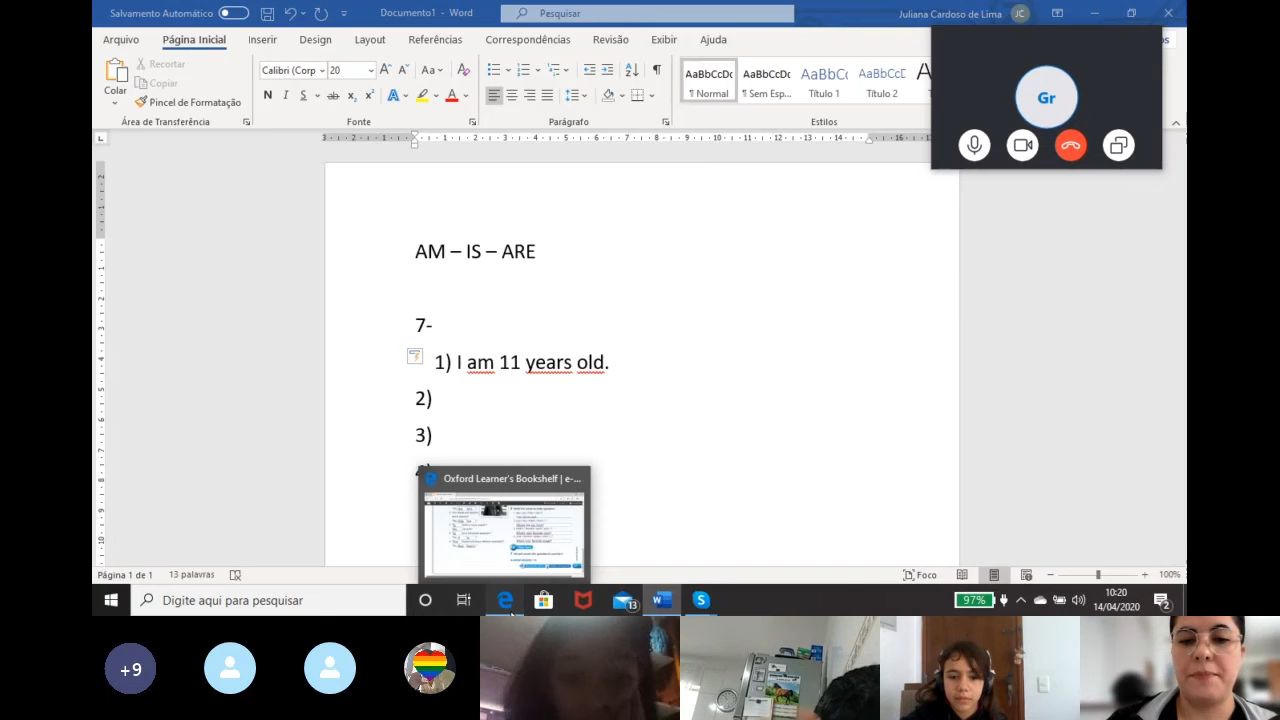 Salvamento Automático
Documento1 - Word
Pesquisar
Juliana Cardoso de Lima
JC
Arquivo
Página Inicial
Inserir
Design
Layout
Referências
Correspondências
Revisão
Exibir
Ajuda
Colar
Recortar
Copiar
Pincel de Formatação
Área de Transferência
Calibri (Corp
20
Fonte
Parágrafo
AaBbCcDc
¶ Normal
AaBbCcDc
¶ Sem Esp...
AaBbC(
Título 1
AaBbCcE
Título 2
Estilos
Gr
AM – IS – ARE
7-
1) I am 11 years old.
2)
3)
Oxford Learner's Bookshelf | e-...
Página 1 de 1
13 palavras
Foco
100%
Digite aqui para pesquisar
13
97%
10:20
14/04/2020
2
+9